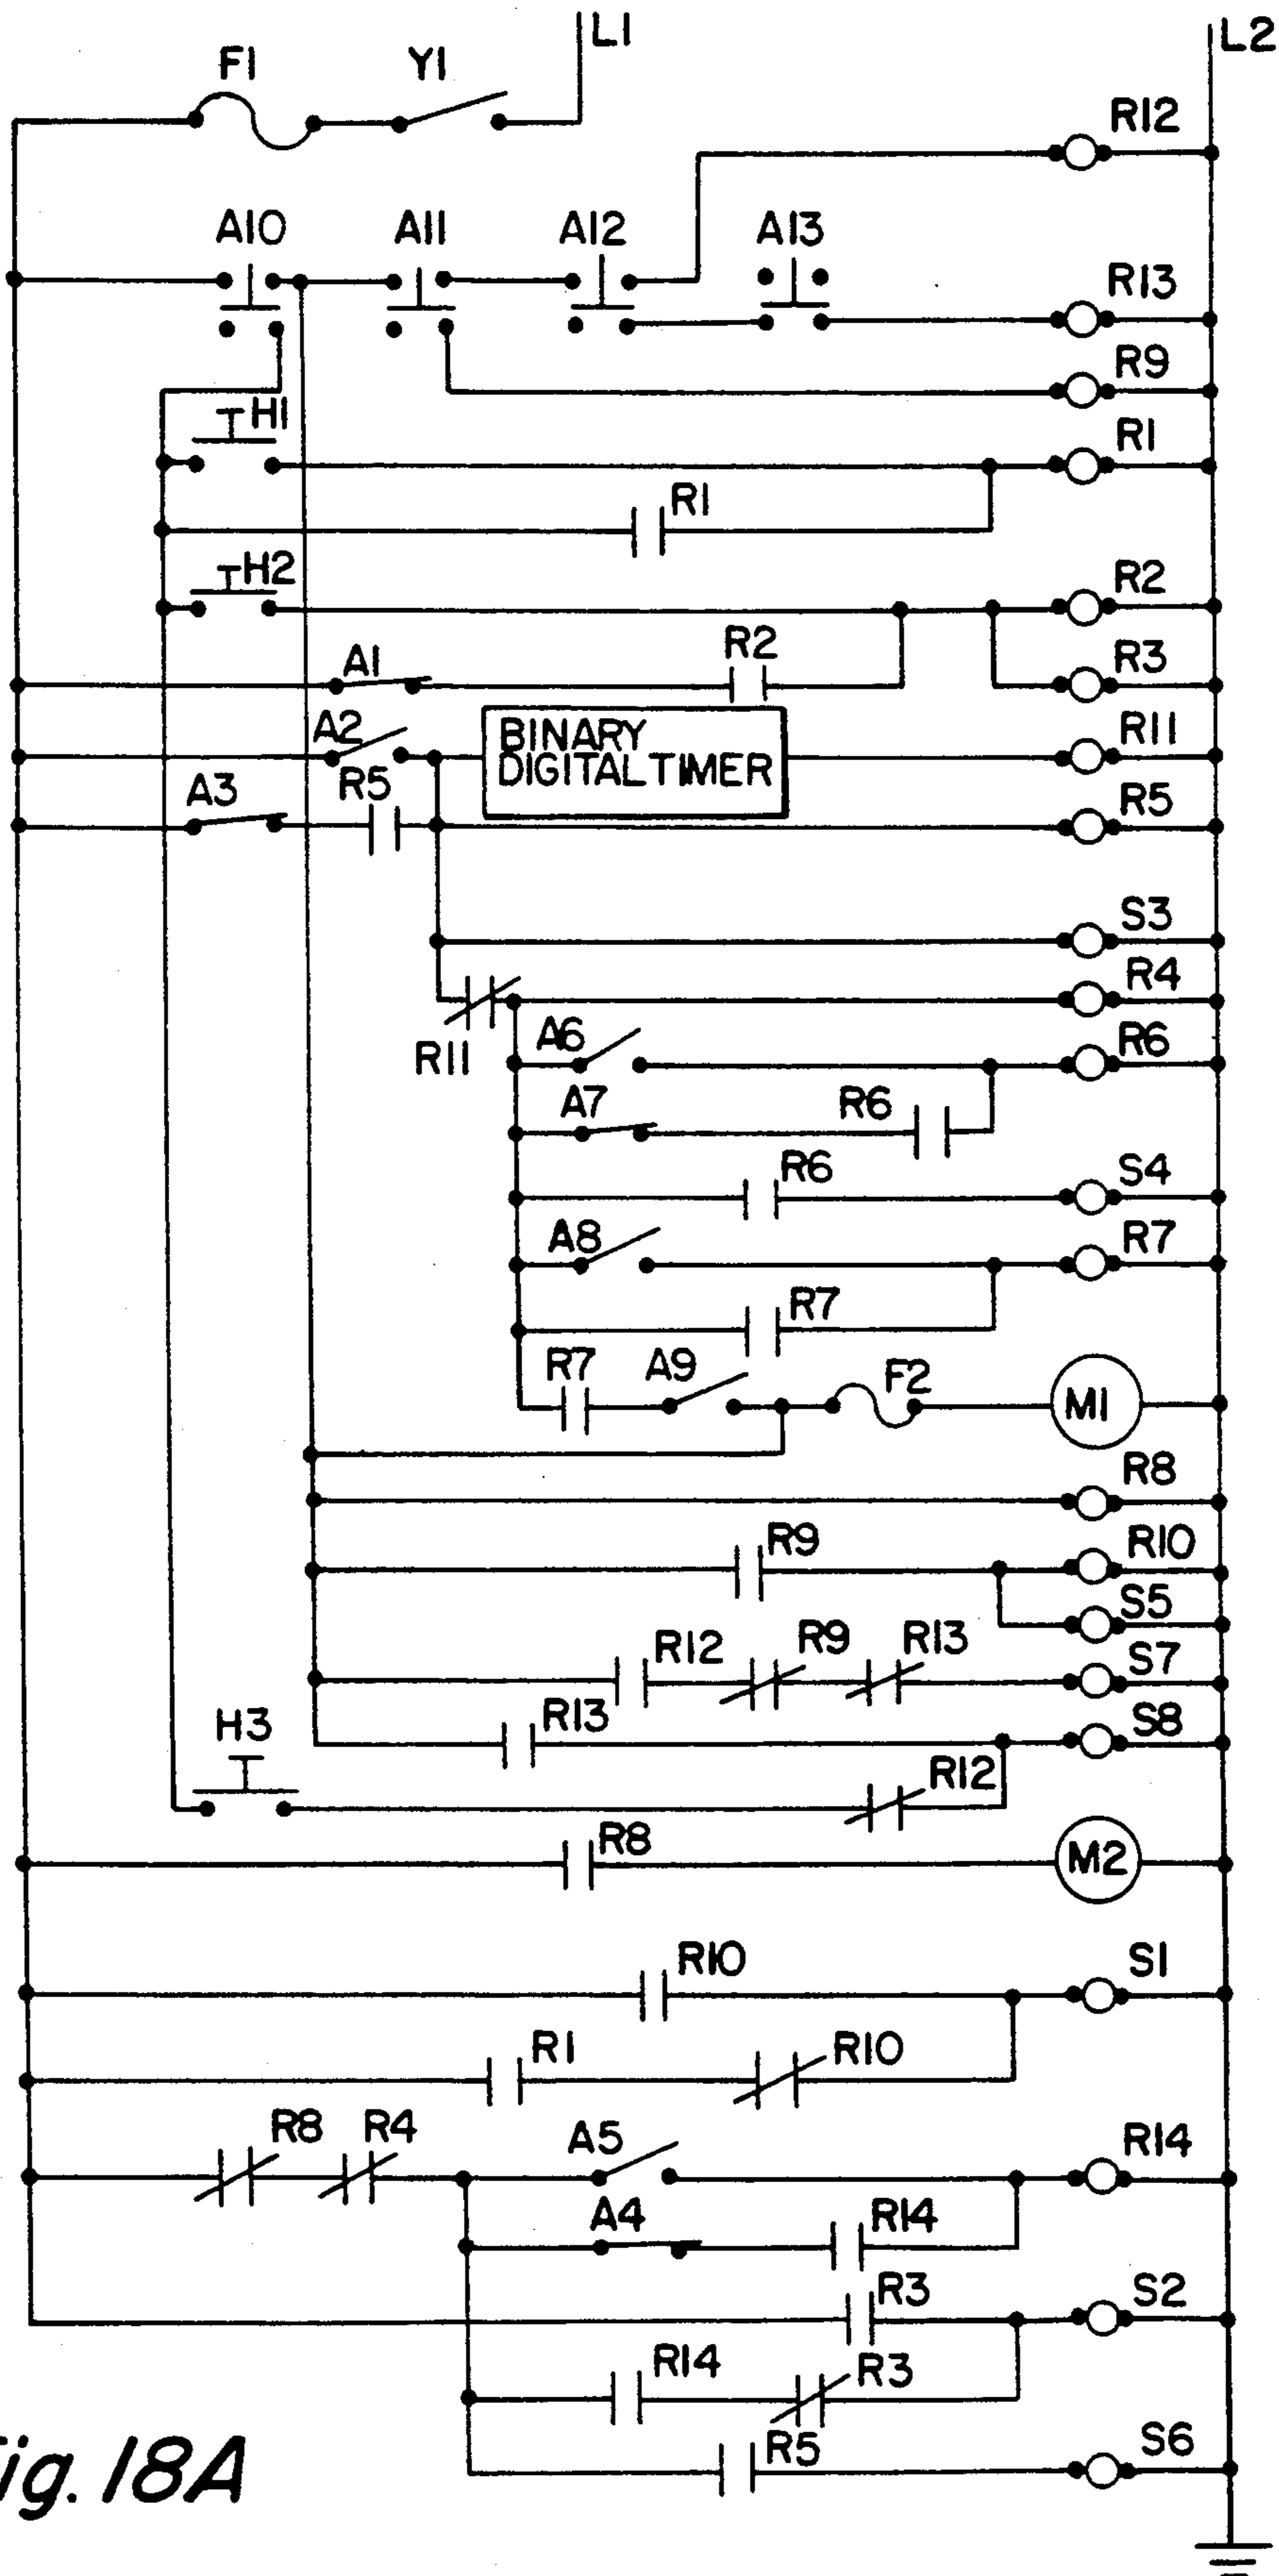 L1
L2
F1
Y1
R12
A10
A11
A12
A13
R13
R9
H1
R1
R1
H2
R2
A1
R2
R3
A2
BINARY
DIGITAL TIMER
R11
A3
R5
R5
S3
R4
R11
A6
R6
A7
R6
R6
S4
A8
R7
R7
R7
A9
F2
M1
R8
R9
R10
S5
R12
R9
R13
S7
H3
R13
S8
R12
R8
M2
R10
S1
R1
R10
R8
R4
A5
R14
A4
R14
R3
S2
R14
R3
R5
S6
ig. 18A